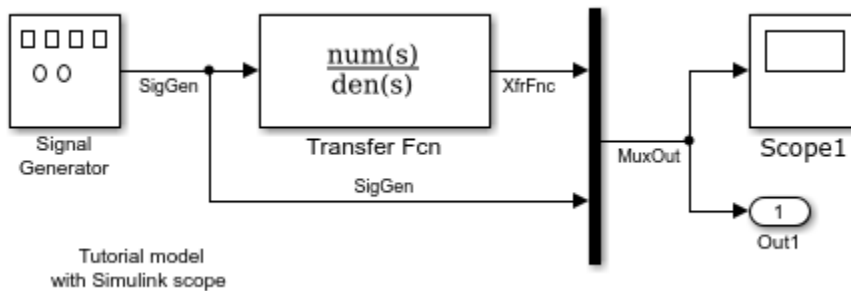 num(s)
den(s)
SigGen
XfrFnc
Signal
Generator
Transfer Fcn
MuxOut
Scope1
SigGen
1
Out1
Tutorial model
with Simulink scope